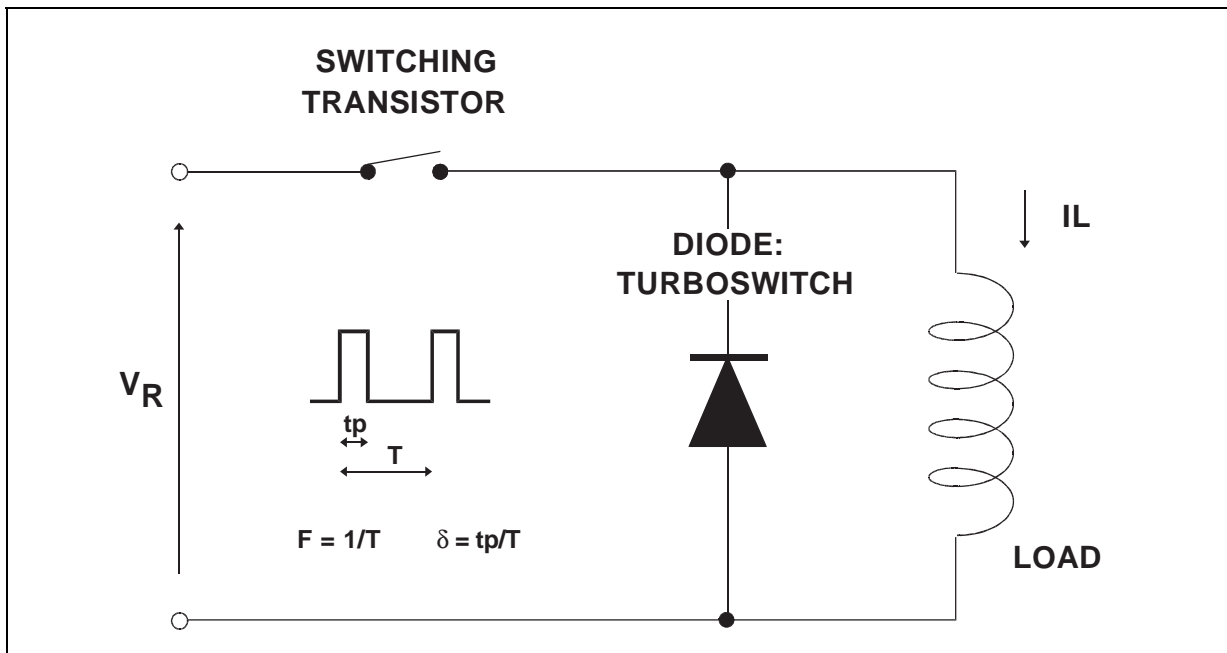 SWITCHING
TRANSISTOR
IL
DIODE:
TURBOSWITCH
VR
tp
T
F = 1/T δ = tp/T
LOAD